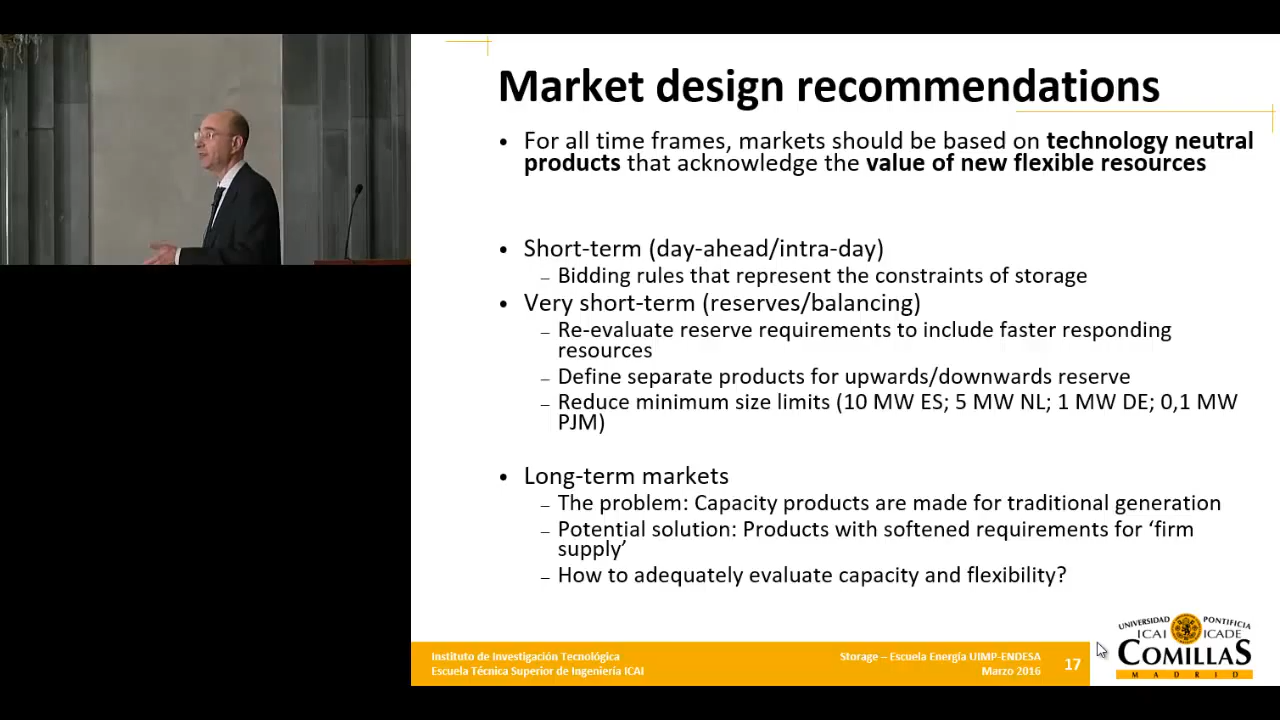 Market design recommendations
• For all time frames, markets should be based on technology neutral
products that acknowledge the value of new flexible resources
• Short-term (day-ahead/intra-day)
– Bidding rules that represent the constraints of storage
• Very short-term (reserves/balancing)
– Re-evaluate reserve requirements to include faster responding
resources
– Define separate products for upwards/downwards reserve
– Reduce minimum size limits (10 MW ES; 5 MW NL; 1 MW DE; 0,1 MW
PJM)
• Long-term markets
– The problem: Capacity products are made for traditional generation
– Potential solution: Products with softened requirements for ‘firm
supply’
– How to adequately evaluate capacity and flexibility?
Instituto de Investigación Tecnológica
Escuela Técnica Superior de Ingeniería ICAI
Storage – Escuela Energía UIMP-ENDESA
Marzo 2016
17
UNIVERSIDAD PONTIFICIA
ICAI ICADE
COMILLAS
MADRID